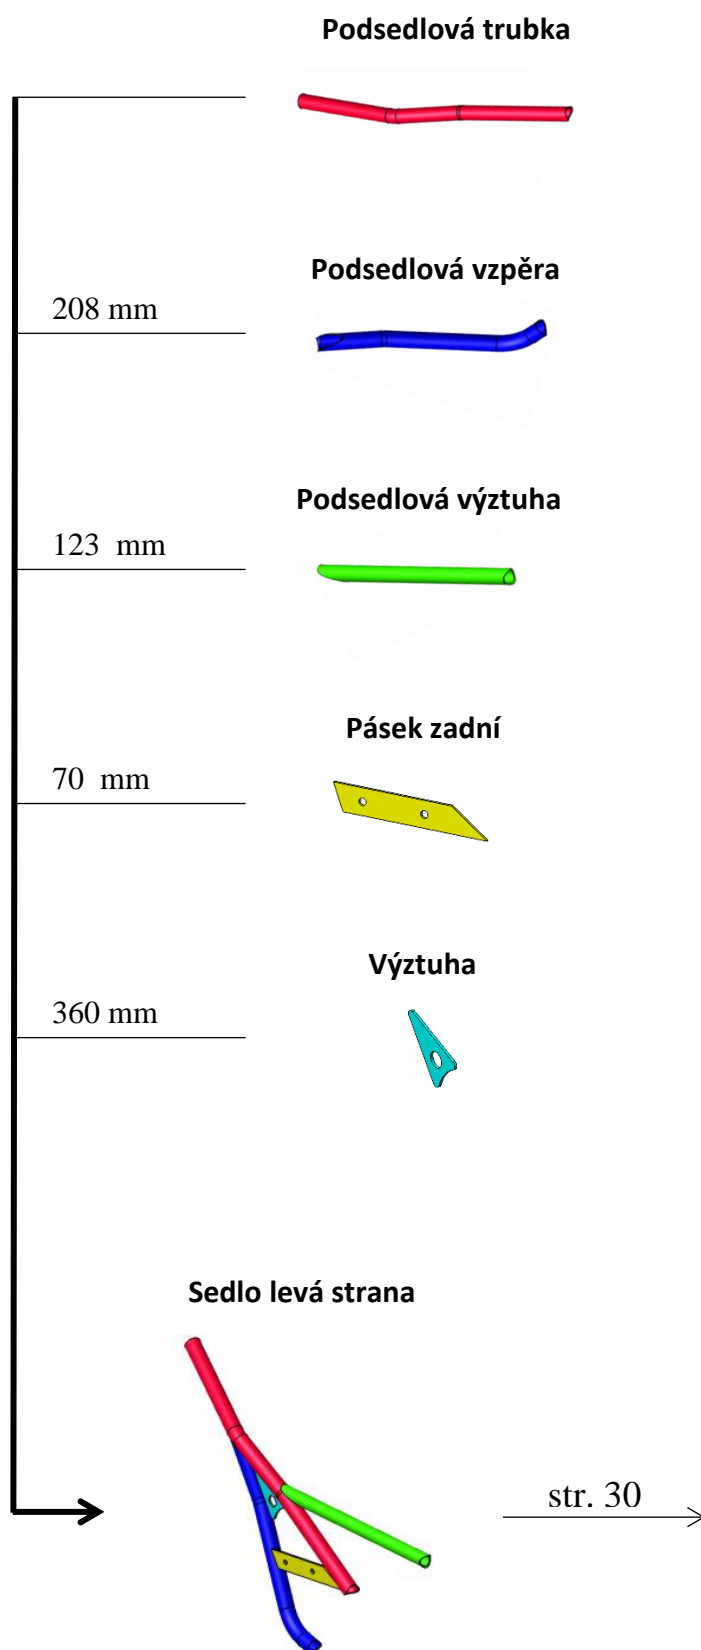 Podsedlová trubka
Podsedlová vzpěra
208 mm
Podsedlová výztuha
123 mm
Pásek zadní
70 mm
Výztuha
360 mm
Sedlo levá strana
str. 30